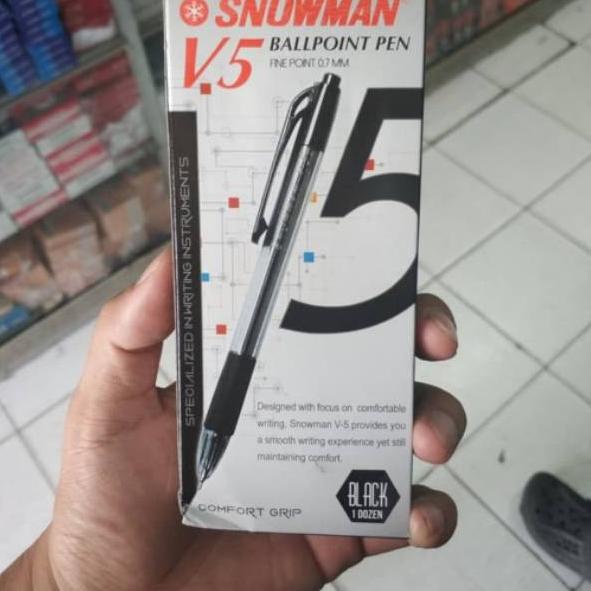 SNOWMAN
V.5 BALLPOINT PEN
FINE POINT 0.7 MM
5
SPECIALIZED IN WRITING INSTRUMENTS
Designed with focus on comfortable
writing, Snowman V-5 provides you
a smooth writing experience yet still
maintaining comfort.
BLACK
1 DOZEN
COMFORT GRIP